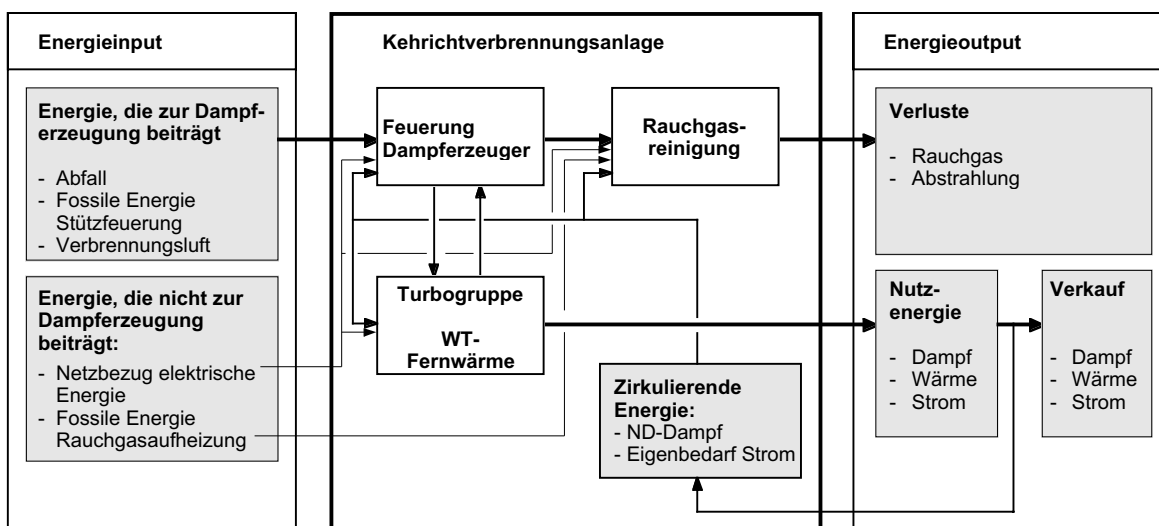 Energieinput
Energie, die zur Dampf-
erzeugung beiträgt
- Abfall
- Fossile Energie
Stützfeuerung
- Verbrennungsluft
Energie, die nicht zur
Dampferzeugung
beiträgt:
- Netzbezug elektrische
Energie
- Fossile Energie
Rauchgasaufheizung
Kehrichtverbrennungsanlage
Feuerung
Dampferzeuger
Rauchgas-
reinigung
Turbogruppe
WT-
Fernwärme
Zirkulierende
Energie:
- ND-Dampf
- Eigenbedarf Strom
Energieoutput
Verluste
- Rauchgas
- Abstrahlung
Nutz-
energie
- Dampf
- Wärme
- Strom
Verkauf
- Dampf
- Wärme
- Strom